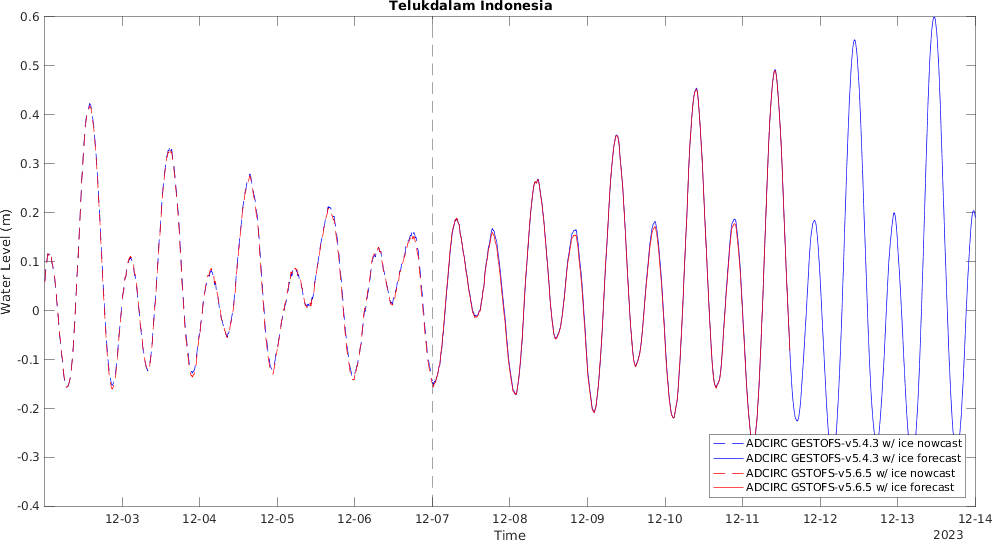 Telukdalam Indonesia
0.6
0.5
0.4
0.3
0.2
0.1
0
-0.1
-0.2
-0.3
-0.4
Water Level (m)
ADCIRC GESTOFS-v5.4.3 w/ ice nowcast
ADCIRC GESTOFS-v5.4.3 w/ ice forecast
ADCIRC GSTOFS-v5.6.5 w/ ice nowcast
ADCIRC GSTOFS-v5.6.5 w/ ice forecast
12-03 12-04 12-05 12-06 12-07 12-08 12-09 12-10 12-11 12-12 12-13 12-14
Time
2023